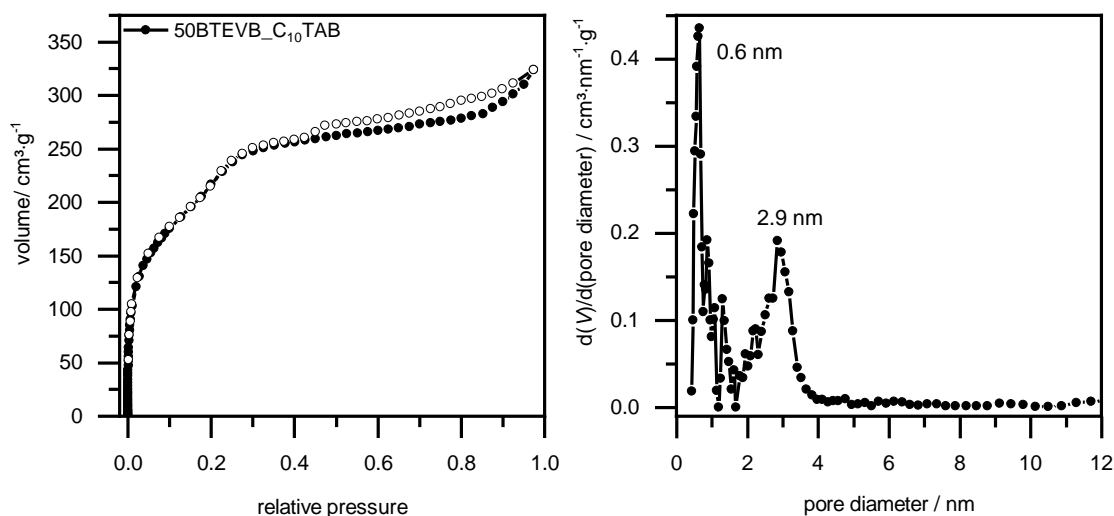 50BTEVB_C₁₀TAB
volume/ cm³·g⁻¹
350
300
250
200
150
100
50
0
0.0 0.2 0.4 0.6 0.8 1.0
relative pressure
0.6 nm
2.9 nm
d(V)/d(pore diameter) / cm³·nm⁻¹·g⁻¹
0.4
0.3
0.2
0.1
0.0
0 2 4 6 8 10 12
pore diameter / nm